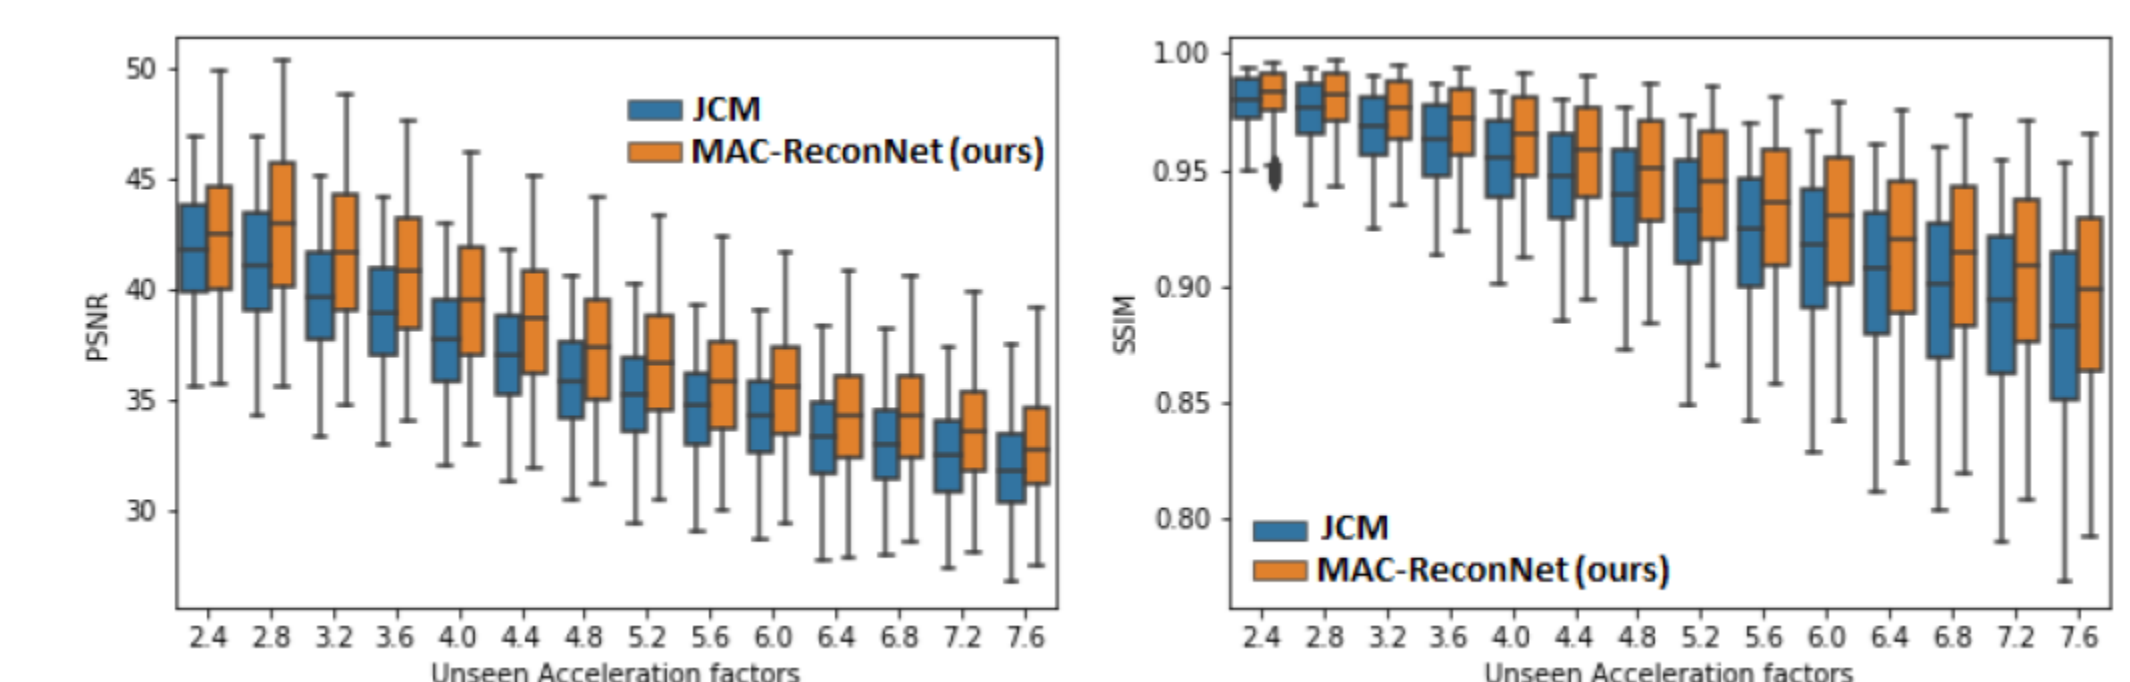 50
45
40
35
30
PSNR
JCM
MAC-ReconNet (ours)
2.4 2.8 3.2 3.6 4.0 4.4 4.8 5.2 5.6 6.0 6.4 6.8 7.2 7.6
Unseen Acceleration factors
1.00
0.95
0.90
0.85
0.80
SSIM
JCM
MAC-ReconNet (ours)
2.4 2.8 3.2 3.6 4.0 4.4 4.8 5.2 5.6 6.0 6.4 6.8 7.2 7.6
Unseen Acceleration factors